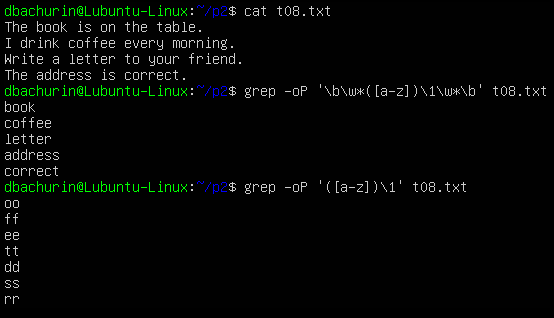 dbachurin@Lubuntu-Linux:~/p2$ cat t08.txt
The book is on the table.
I drink coffee every morning.
Write a letter to your friend.
The address is correct.
dbachurin@Lubuntu-Linux:~/p2$ grep -oP '\b\w*([a-z])\1\w*\b' t08.txt
book
coffee
letter
address
correct
dbachurin@Lubuntu-Linux:~/p2$ grep -oP '([a-z])\1' t08.txt
oo
ff
ee
tt
dd
ss
rr